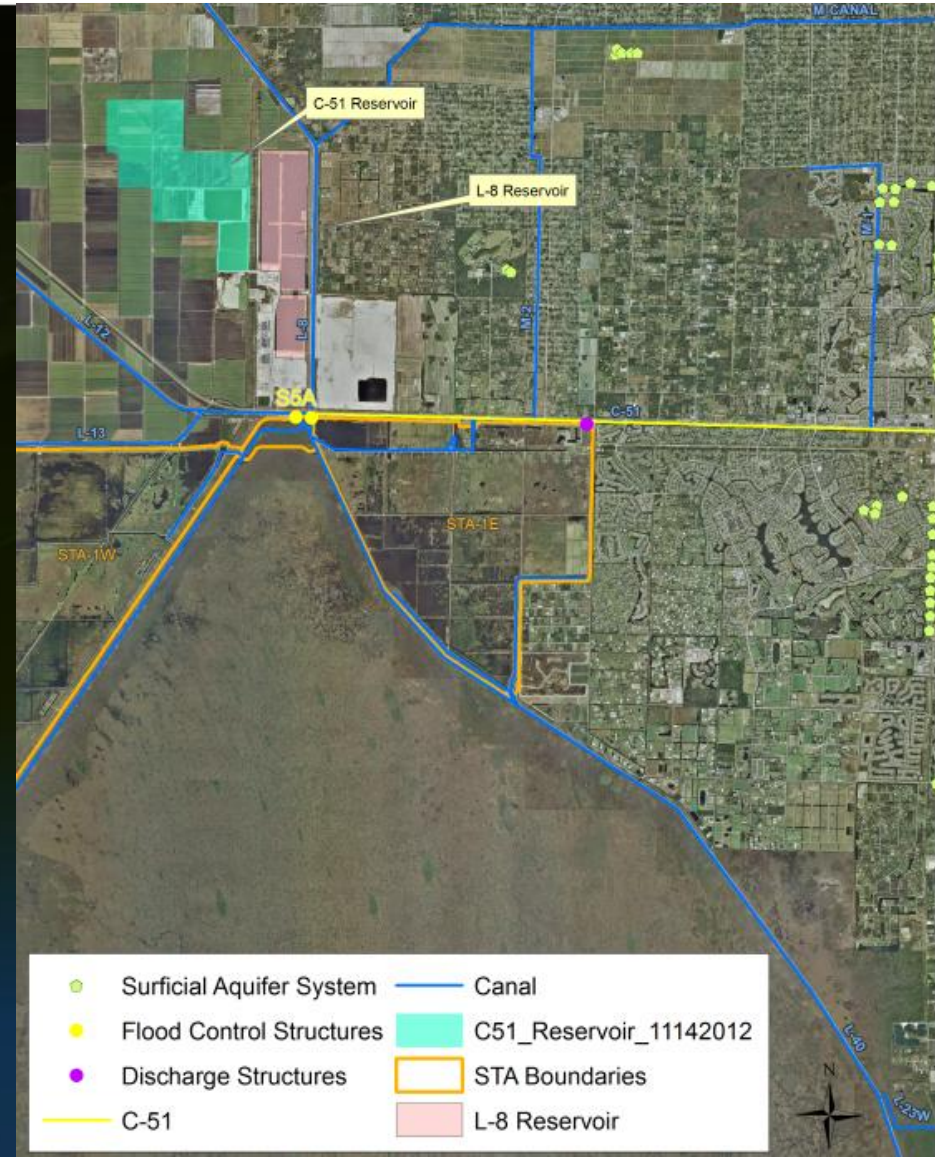 M CANAL
C-51 Reservoir
L-8 Reservoir
M-1
L-12
L-8
M-2
S5A
C-51
L-13
STA-1E
STA-1W
L-40
N
L-23W
Surficial Aquifer System
Canal
Flood Control Structures
C51_Reservoir_11142012
Discharge Structures
STA Boundaries
C-51
L-8 Reservoir